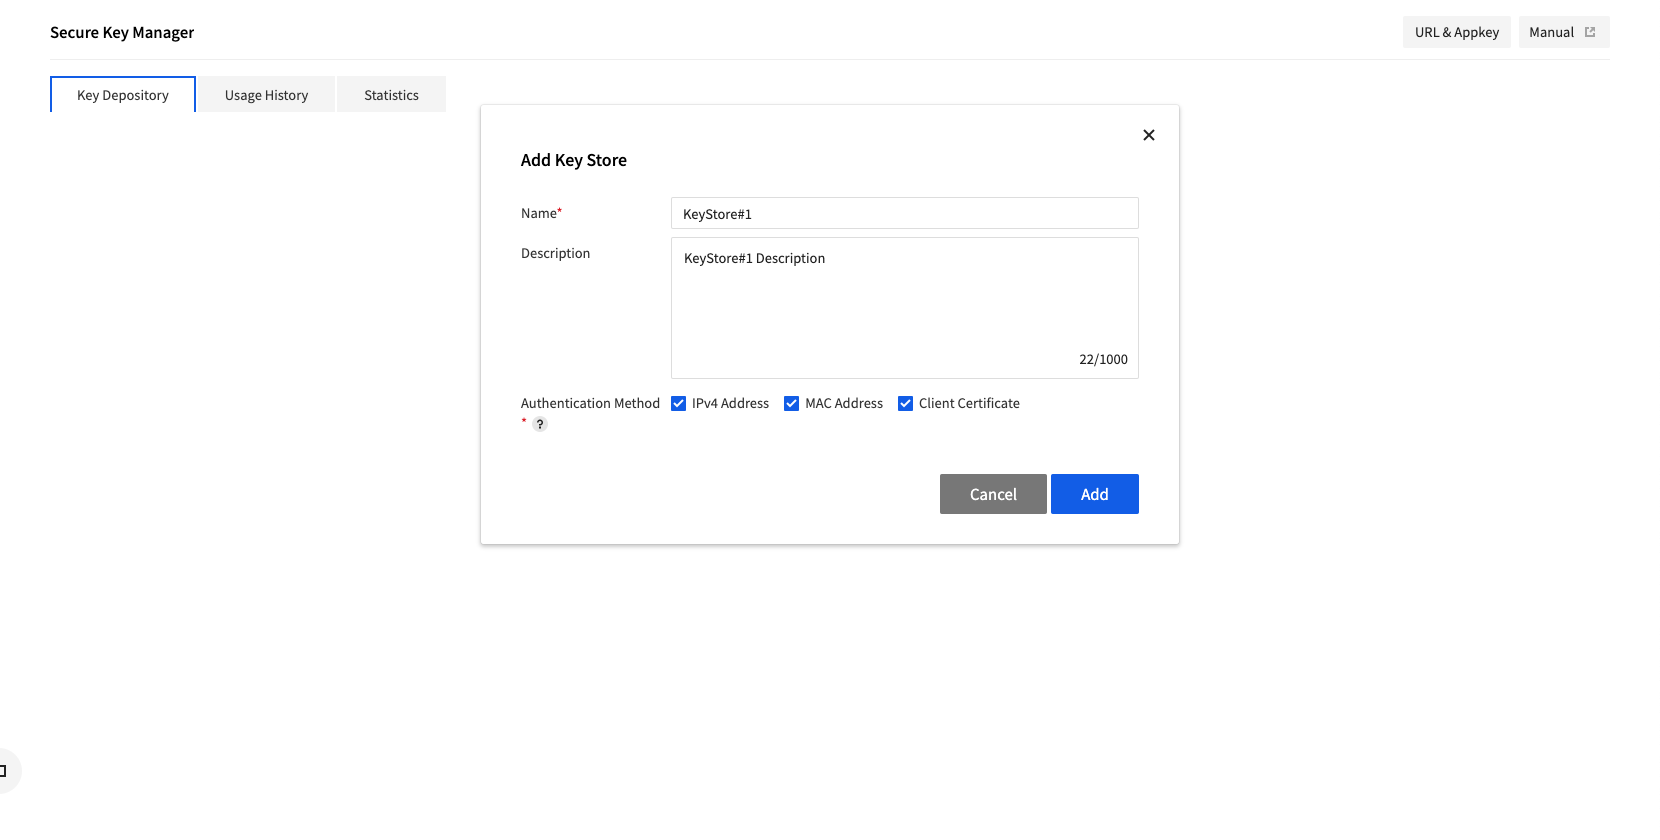 Secure Key Manager
URL & Appkey
Manual
Key Depository
Usage History
Statistics
Add Key Store
Name*
KeyStore#1
Description
KeyStore#1 Description
22/1000
Authentication Method
* ?
IPv4 Address
MAC Address
Client Certificate
Cancel
Add